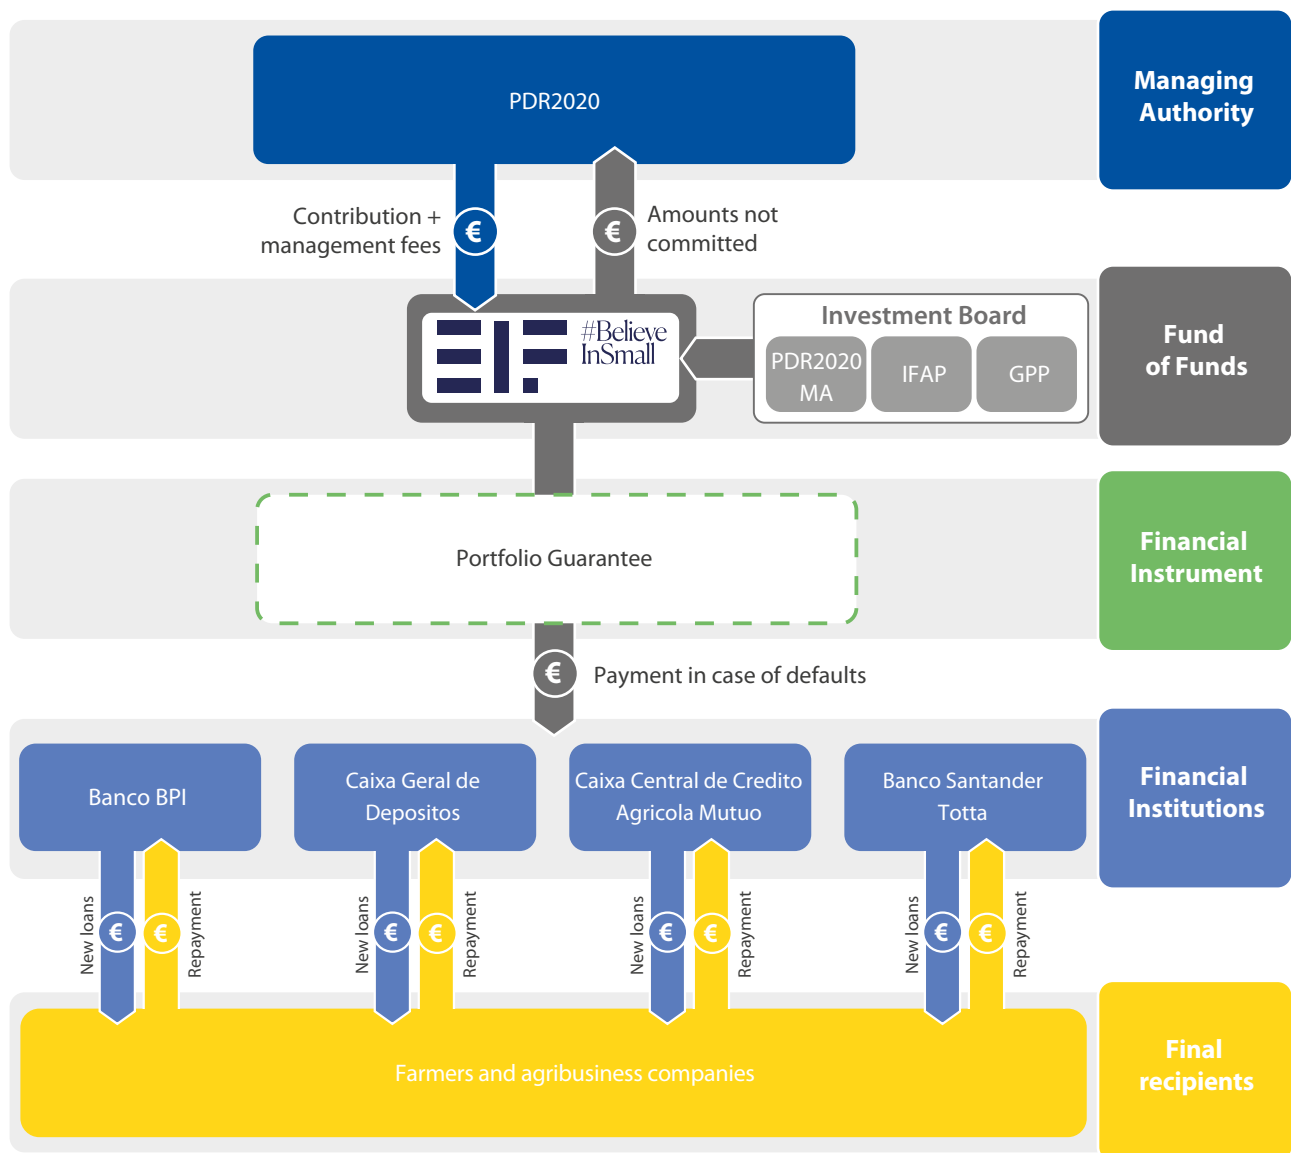 PDR2020
Managing
Authority
Contribution +
management fees
€
€
Amounts not
committed
EIF
#Believe
InSmall
Investment Board
PDR2020
MA
IFAP
GPP
Fund
of Funds
Portfolio Guarantee
Financial
Instrument
€
Payment in case of defaults
Banco BPI
Caixa Geral de
Depositos
Caixa Central de Credito
Agricola Mutuo
Banco Santander
Totta
Financial
Institutions
New loans
€
€
Repayment
New loans
€
€
Repayment
New loans
€
€
Repayment
New loans
€
€
Repayment
Farmers and agribusiness companies
Final
recipients